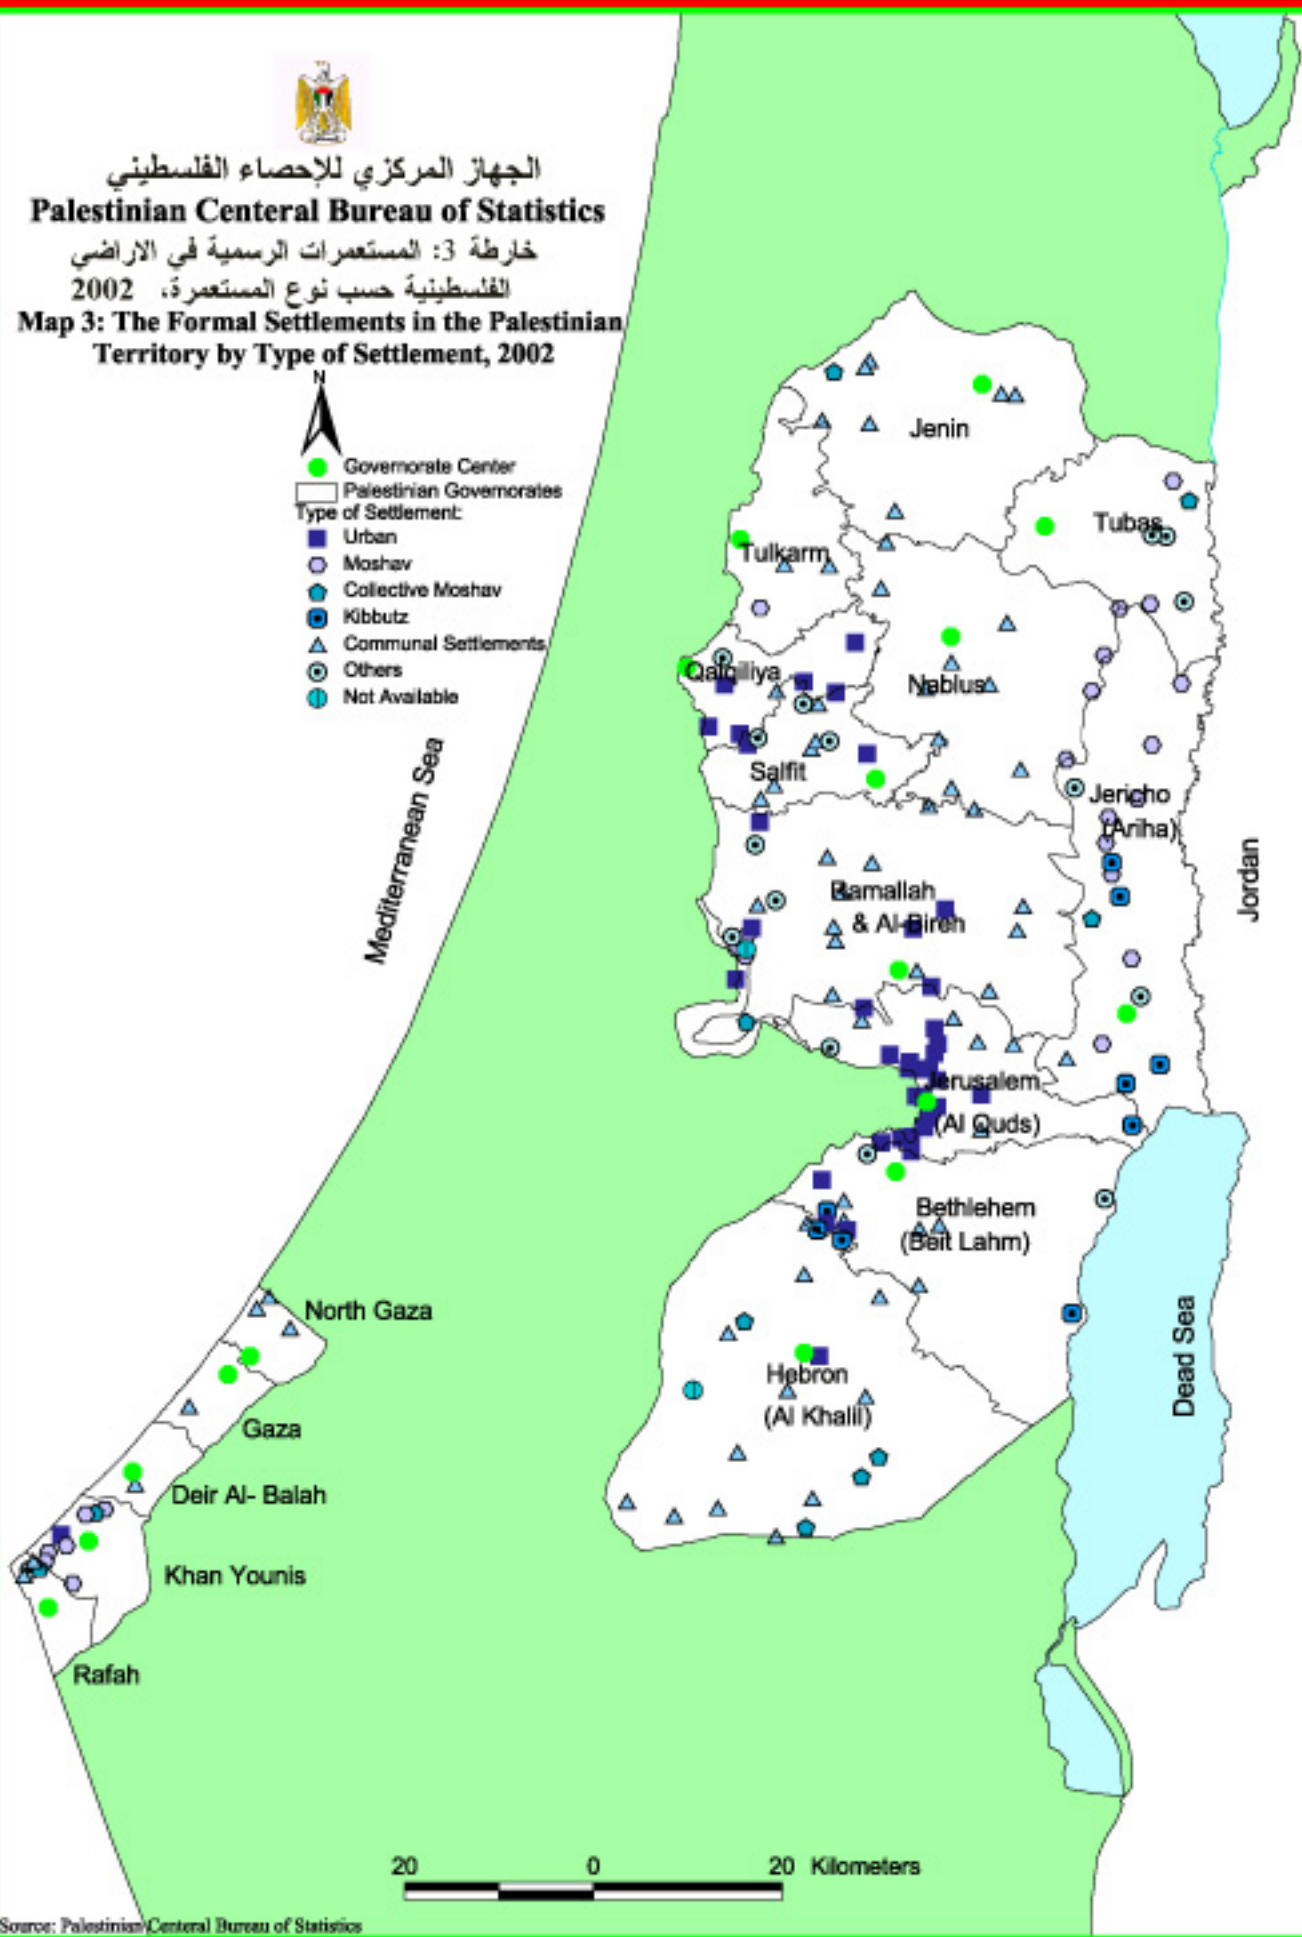 الجهاز المركزي للإحصاء الفلسطيني
Palestinian Centeral Bureau of Statistics
خارطة 3: المستعمرات الرسمية في الاراضي
الفلسطينية حسب نوع المستعمرة، 2002
Map 3: The Formal Settlements in the Palestinian
Territory by Type of Settlement, 2002
N
Governorate Center
Palestinian Governorates
Type of Settlement:
Urban
Moshav
Collective Moshav
Kibbutz
Communal Settlements
Others
Not Available
Mediterranean Sea
Jenin
Tubas
Tulkarm
Qalqiliya
Nablus
Salfit
Jericho
(Ariha)
Jordan
Ramallah
& Al-Bireh
Jerusalem
(Al Quds)
Bethlehem
(Beit Lahm)
Dead Sea
Hebron
(Al Khalil)
North Gaza
Gaza
Deir Al- Balah
Khan Younis
Rafah
20 0 20 Kilometers
Source: Palestinian Centeral Bureau of Statistics